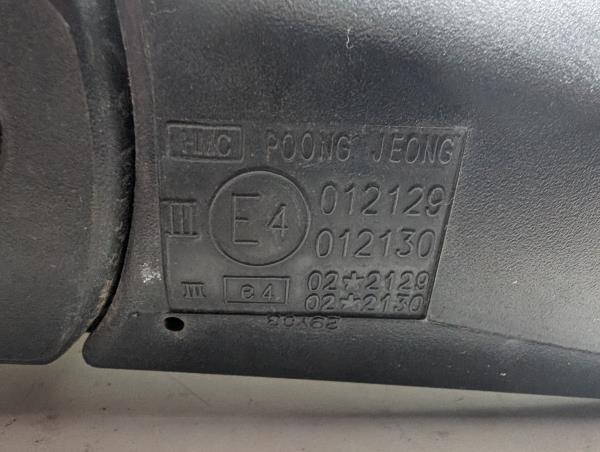 HMC POONG JEONG
III E4 012129
012130
III e4 02*2129
02*2130